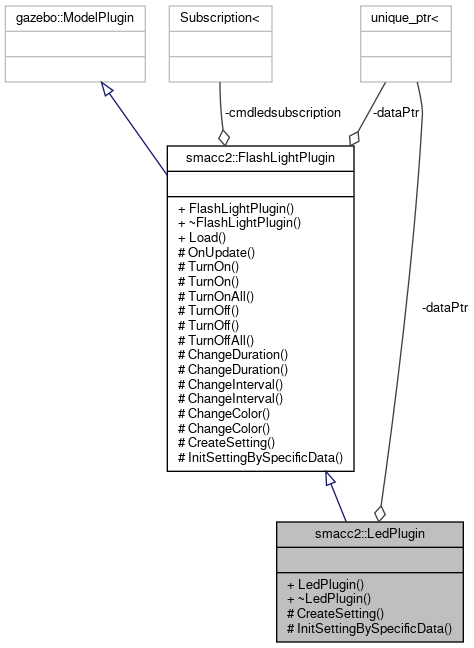 gazebo::ModelPlugin
Subscription<
unique_ptr<
-cmdledsubscription
-dataPtr
smacc2::FlashLightPlugin
+ FlashLightPlugin()
+ ~FlashLightPlugin()
+ Load()
# OnUpdate()
# TurnOn()
# TurnOn()
# TurnOnAll()
# TurnOff()
# TurnOff()
# TurnOffAll()
# ChangeDuration()
# ChangeDuration()
# ChangeInterval()
# ChangeInterval()
# ChangeColor()
# ChangeColor()
# CreateSetting()
# InitSettingBySpecificData()
-dataPtr
smacc2::LedPlugin
+ LedPlugin()
+ ~LedPlugin()
# CreateSetting()
# InitSettingBySpecificData()